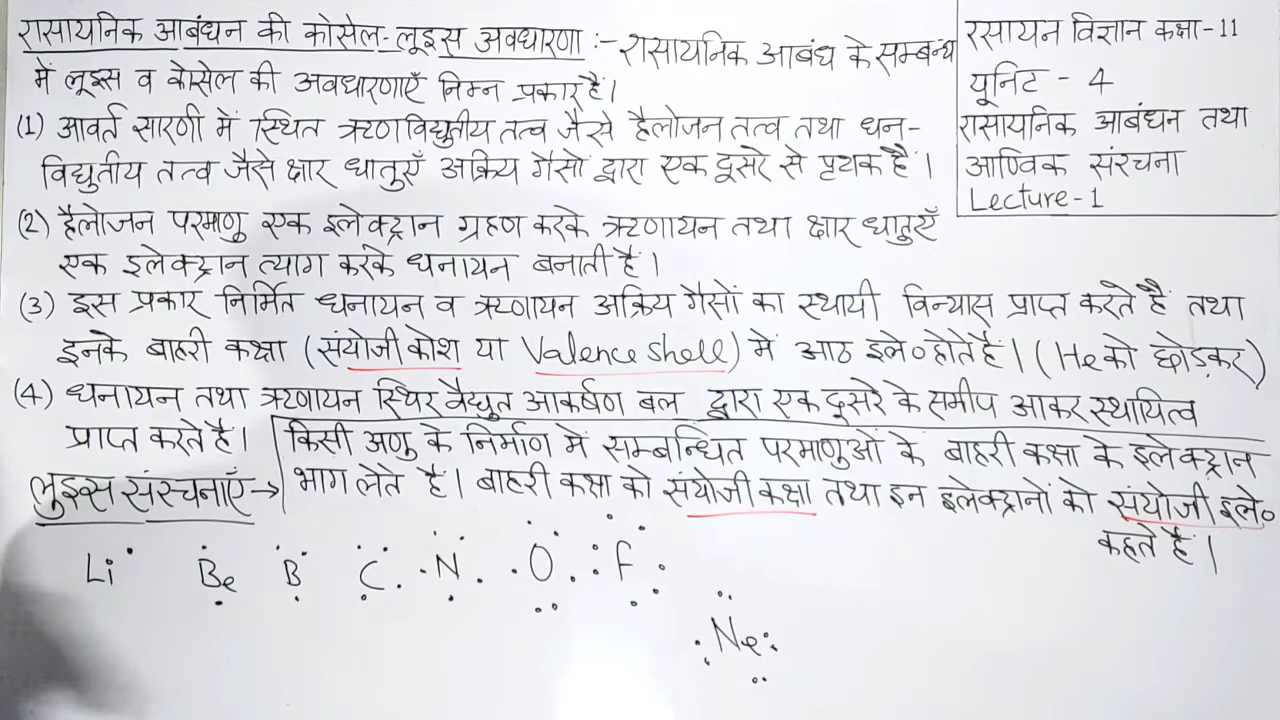 रासायनिक आबंधन की कोसेल-लूइस अवधारणा :- रासायनिक आबंध के सम्बन्ध
में लूइस व कोसेल की अवधारणाएँ निम्न प्रकार हैं।
(1) आवर्त सारणी में स्थित ऋणविद्युतीय तत्व जैसे हैलोजन तत्व तथा धन-
विद्युतीय तत्व जैसे क्षार धातुएँ अक्रिय गैसो द्वारा एक दूसरे से पृथक हैं।
(2) हैलोजन परमाणु एक इलेक्ट्रान ग्रहण करके ऋणायन तथा क्षार धातुएँ
एक इलेक्ट्रान त्याग करके धनायन बनाती हैं।
(3) इस प्रकार निर्मित धनायन व ऋणायन अक्रिय गैसों का स्थायी विन्यास प्राप्त करते हैं तथा
इनके बाहरी कक्षा (संयोजी कोश या Valence shell) में आठ इले० होते हैं। (He को छोड़कर)
(4) धनायन तथा ऋणायन स्थिर वैद्युत आकर्षण बल द्वारा एक दूसरे के समीप आकर स्थायित्व
प्राप्त करते हैं।
लुइस संरचनाएँ →
किसी अणु के निर्माण में सम्बन्धित परमाणुओं के बाहरी कक्षा के इलेक्ट्रान
भाग लेते हैं। बाहरी कक्षा को संयोजी कक्षा तथा इन इलेक्ट्रानों को संयोजी इले०
कहते हैं।
Li Be B C N O F
Ne
रसायन विज्ञान कक्षा-11
यूनिट - 4
रासायनिक आबंधन तथा
आण्विक संरचना
Lecture-1